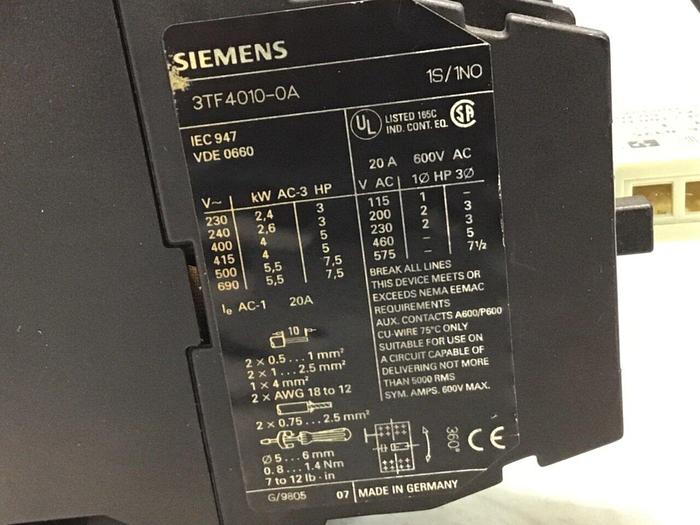 SIEMENS
3TF4010-0A 1S/1NO
IEC 947
VDE 0660
UL LISTED 165C
IND. CONT. EQ. SA
20 A 600V AC
V~ kW AC-3 HP
230 2,4 3
240 2,6 3
400 4 5
415 4 5
500 5,5 7,5
690 5,5 7,5
Ie AC-1 20A
V AC 1Ø HP 3Ø
115 1 –
200 2 3
230 2 3
460 – 5
575 – 7½
BREAK ALL LINES
THIS DEVICE MEETS OR
EXCEEDS NEMA EEMAC
REQUIREMENTS
AUX. CONTACTS A600/P600
CU-WIRE 75°C ONLY
SUITABLE FOR USE ON
A CIRCUIT CAPABLE OF
DELIVERING NOT MORE
THAN 5000 RMS
SYM. AMPS. 600V MAX.
10
2 x 0.5...1 mm²
2 x 1...2.5 mm²
1 x 4 mm²
2 x AWG 18 to 12
2 x 0.75...2.5 mm²
Ø 5...6 mm
0.8...1.4 Nm
7 to 12 lb·in
360°
CE
G/9805 07 MADE IN GERMANY